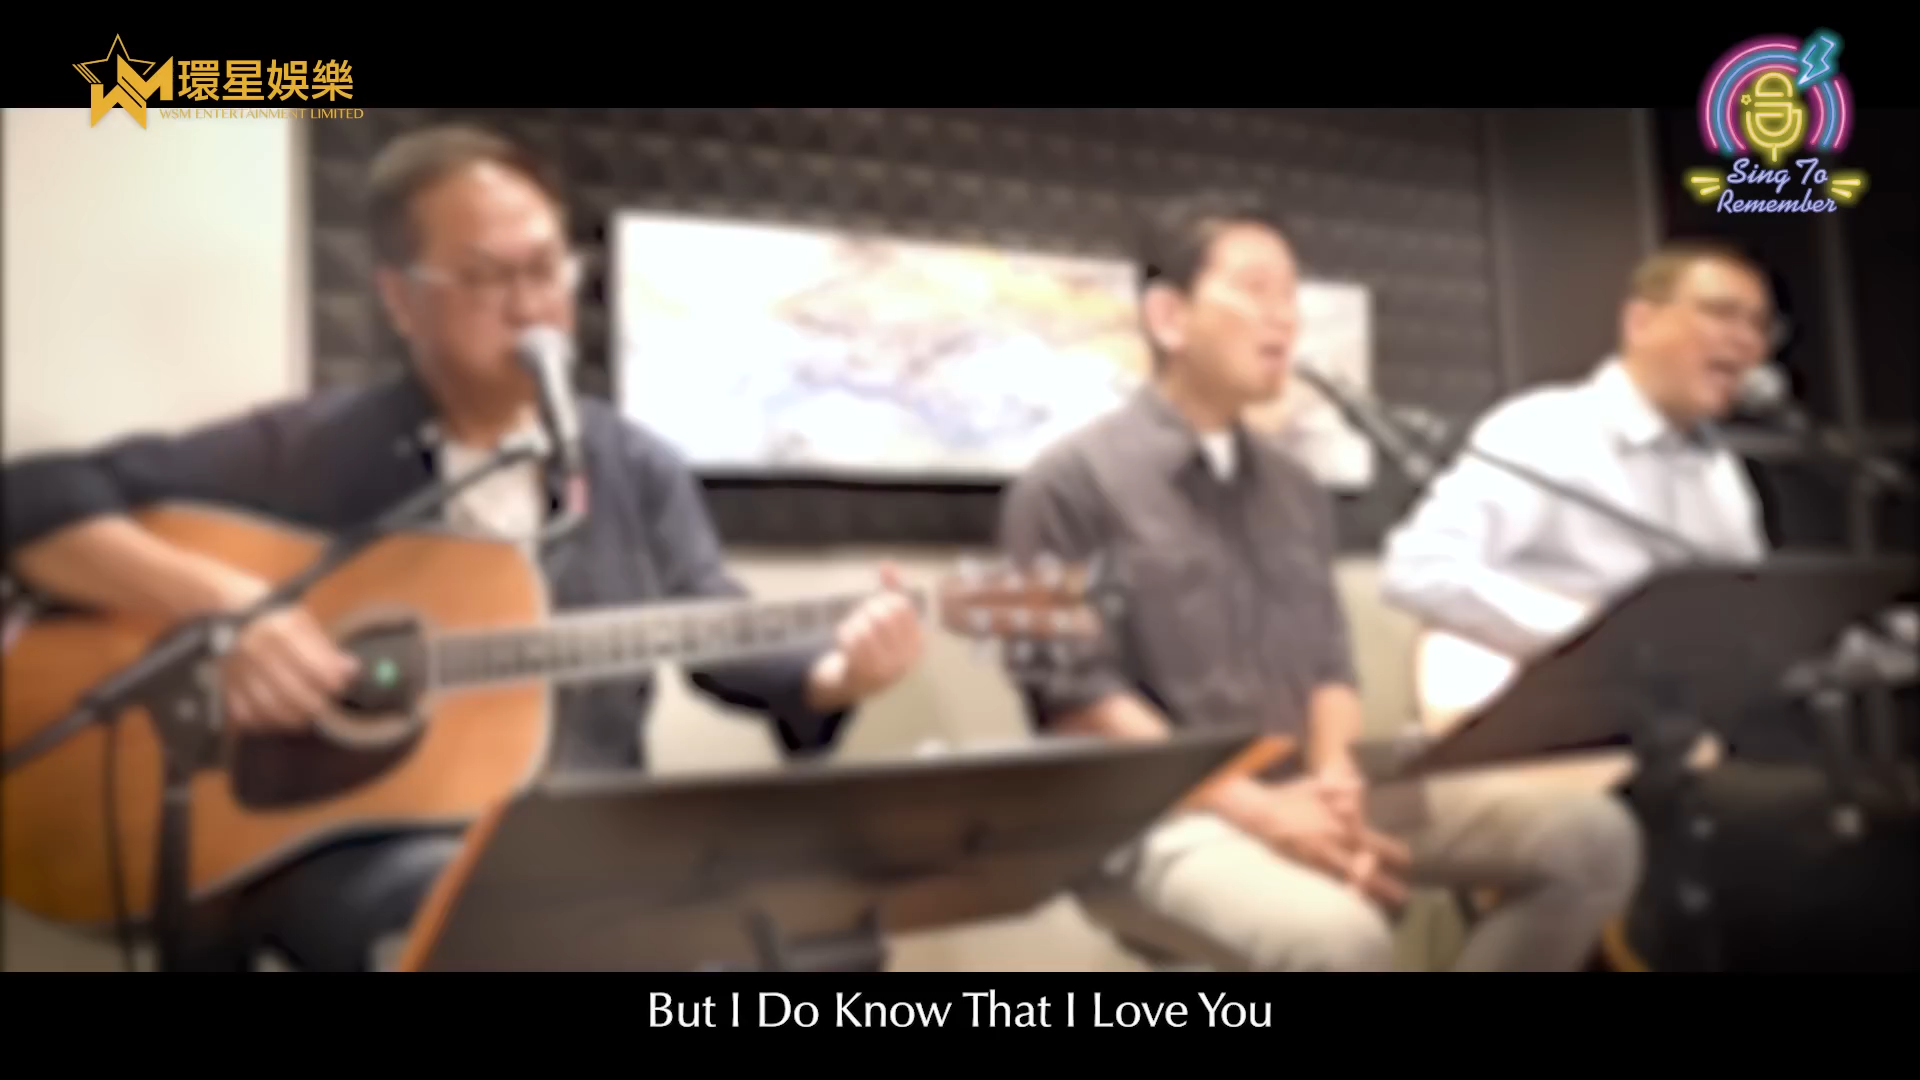 環星娛樂
WSM ENTERTAINMENT LIMITED
Sing To
Remember
But I Do Know That I Love You